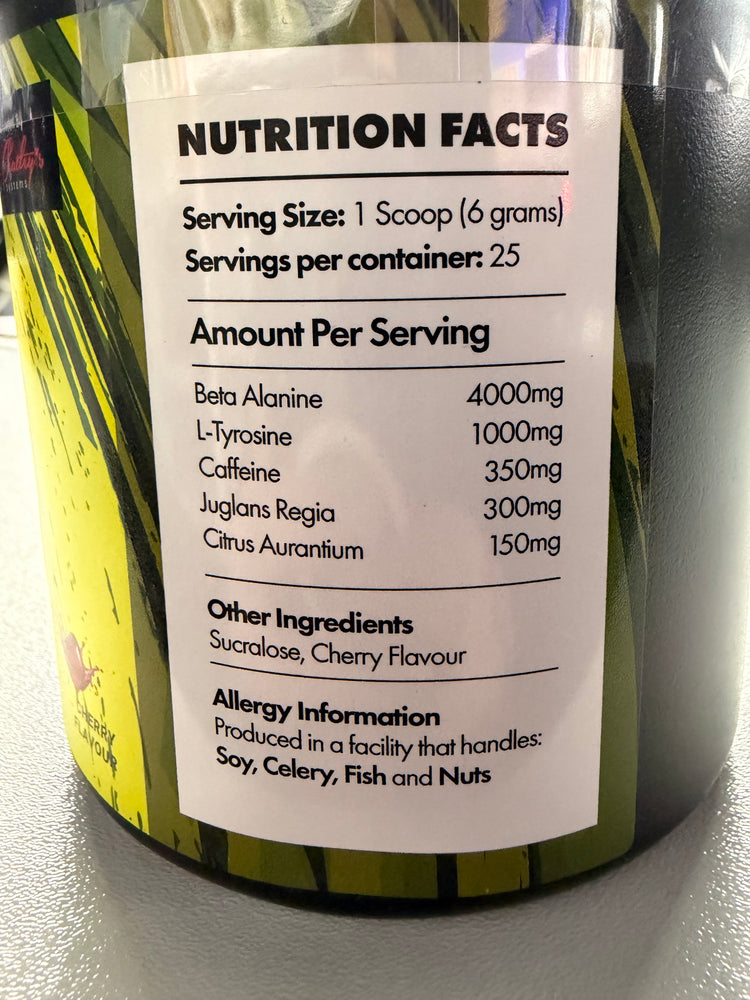 NUTRITION FACTS
Serving Size: 1 Scoop (6 grams)
Servings per container: 25
Amount Per Serving
Beta Alanine 4000mg
L-Tyrosine 1000mg
Caffeine 350mg
Juglans Regia 300mg
Citrus Aurantium 150mg
Other Ingredients
Sucralose, Cherry Flavour
Allergy Information
Produced in a facility that handles:
Soy, Celery, Fish and Nuts
CHERRY
FLAVOUR